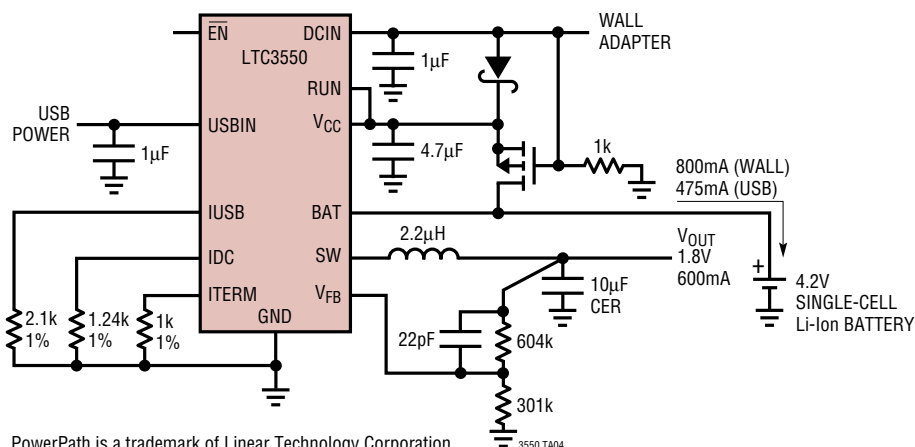 WALL
ADAPTER
EN
DCIN
LTC3550
1μF
RUN
USB
POWER
USBIN
VCC
1μF
4.7μF
1k
800mA (WALL)
475mA (USB)
IUSB
BAT
2.2μH
IDC
SW
VOUT
1.8V
600mA
ITERM
VFB
10μF
CER
+
4.2V
SINGLE-CELL
Li-Ion BATTERY
GND
2.1k
1%
1.24k
1%
1k
1%
22pF
604k
301k
PowerPath is a trademark of Linear Technology Corporation
3550 TA04